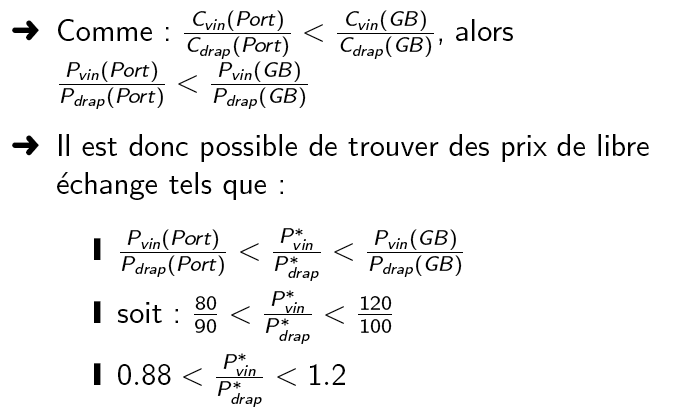 ➜ Comme : $\frac{C_{vin}(Port)}{C_{drap}(Port)} < \frac{C_{vin}(GB)}{C_{drap}(GB)}$, alors
$\frac{P_{vin}(Port)}{P_{drap}(Port)} < \frac{P_{vin}(GB)}{P_{drap}(GB)}$
➜ Il est donc possible de trouver des prix de libre
échange tels que :
❙ $\frac{P_{vin}(Port)}{P_{drap}(Port)} < \frac{P^*_{vin}}{P^*_{drap}} < \frac{P_{vin}(GB)}{P_{drap}(GB)}$
❙ soit : $\frac{80}{90} < \frac{P^*_{vin}}{P^*_{drap}} < \frac{120}{100}$
❙ $0.88 < \frac{P^*_{vin}}{P^*_{drap}} < 1.2$